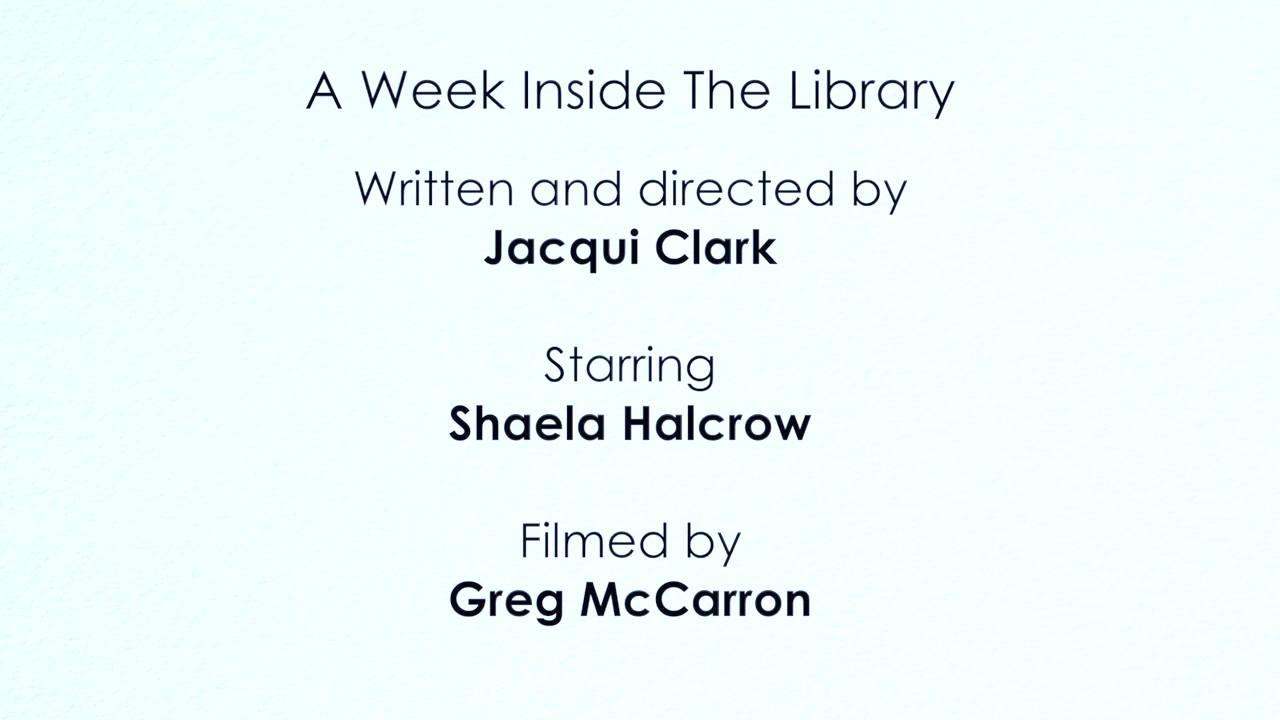 A Week Inside The Library
Written and directed by
Jacqui Clark
Starring
Shaela Halcrow
Filmed by
Greg McCarron